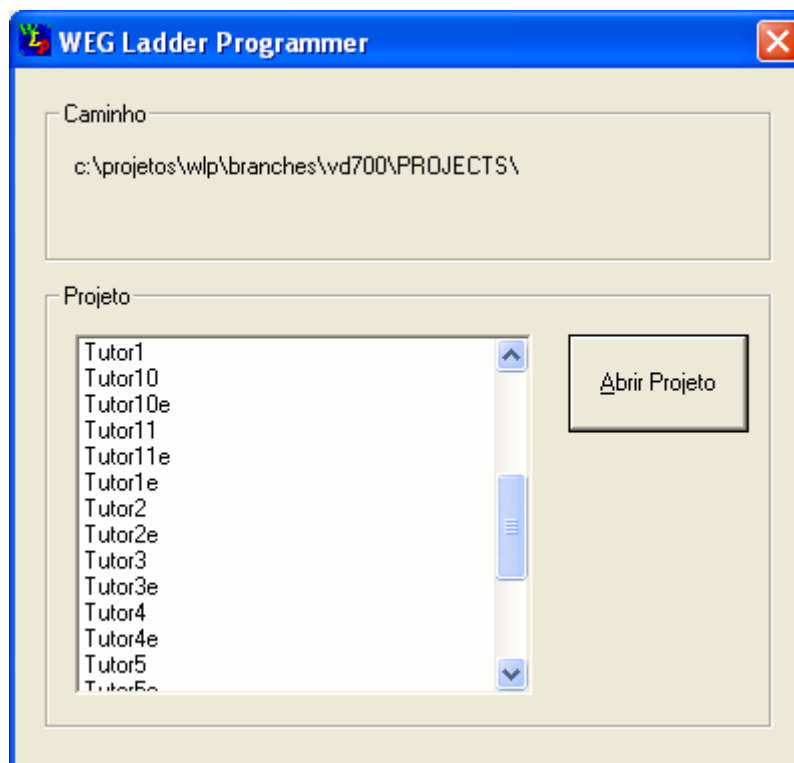 WEG Ladder Programmer
Caminho
c:\projetos\wlp\branches\vd700\PROJECTS\
Projeto
Tutor1
Tutor10
Tutor10e
Tutor11
Tutor11e
Tutor1e
Tutor2
Tutor2e
Tutor3
Tutor3e
Tutor4
Tutor4e
Tutor5
Abrir Projeto